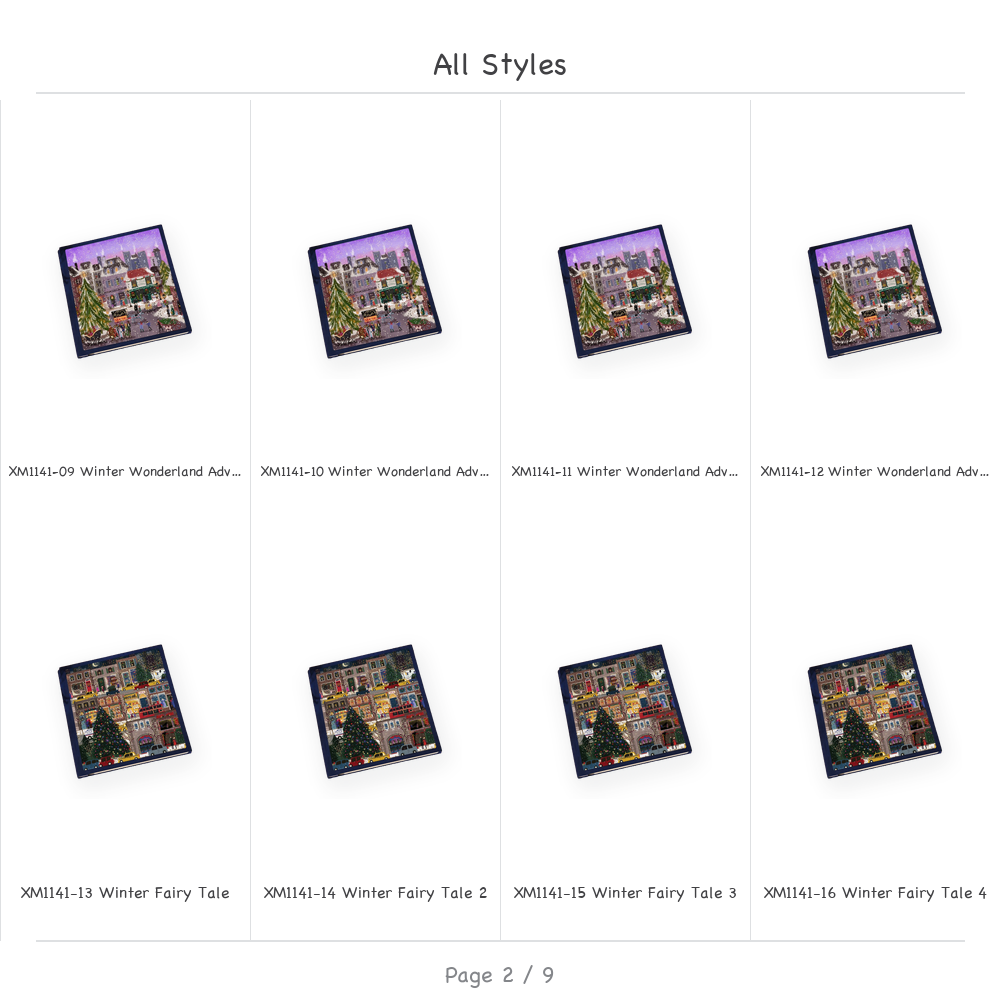 All Styles
XM1141-09 Winter Wonderland Adv...
XM1141-10 Winter Wonderland Adv...
XM1141-11 Winter Wonderland Adv...
XM1141-12 Winter Wonderland Adv...
XM1141-13 Winter Fairy Tale
XM1141-14 Winter Fairy Tale 2
XM1141-15 Winter Fairy Tale 3
XM1141-16 Winter Fairy Tale 4
Page 2 / 9